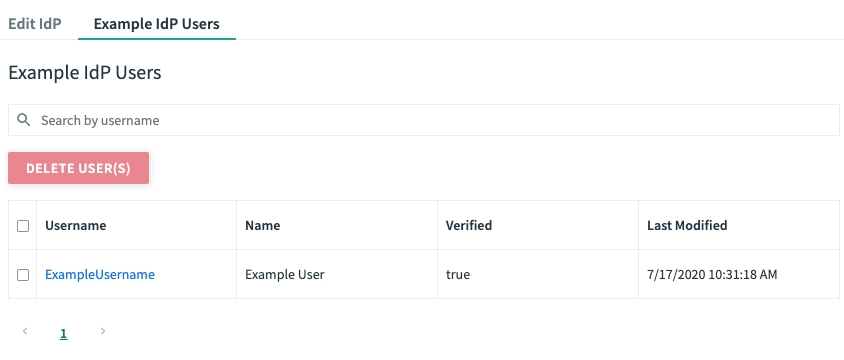 Edit IdP Example IdP Users
Example IdP Users
Search by username
DELETE USER(S)
Username Name Verified Last Modified
ExampleUsername Example User true 7/17/2020 10:31:18 AM
‹ 1 ›